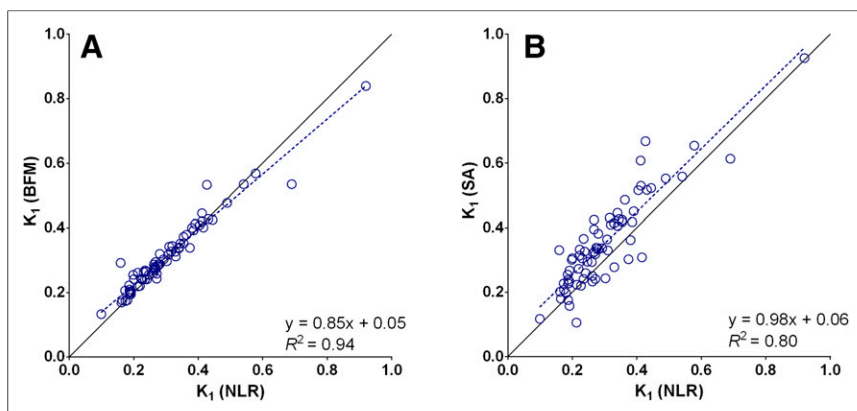 A
1.0
0.8
0.6
0.4
0.2
0.0
K1 (BFM)
0.0 0.2 0.4 0.6 0.8 1.0
K1 (NLR)
y = 0.85x + 0.05
R² = 0.94
B
1.0
0.8
0.6
0.4
0.2
0.0
K1 (SA)
0.0 0.2 0.4 0.6 0.8 1.0
K1 (NLR)
y = 0.98x + 0.06
R² = 0.80